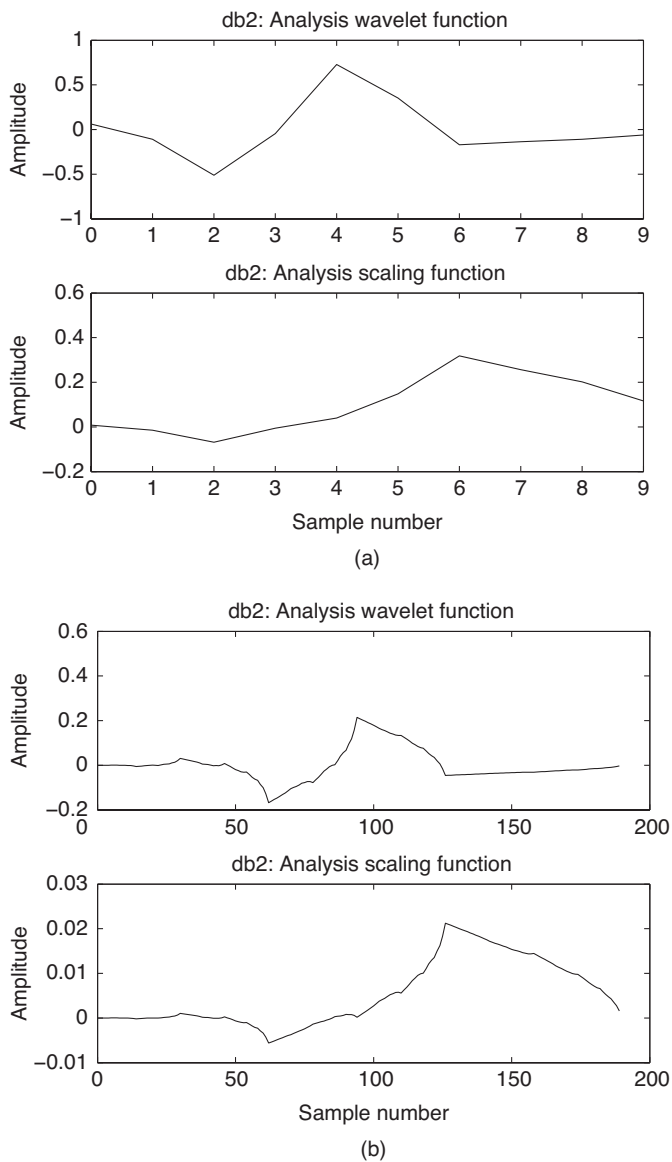 db2: Analysis wavelet function
1
0.5
0
−0.5
−1
Amplitude
0 1 2 3 4 5 6 7 8 9
db2: Analysis scaling function
0.6
0.4
0.2
0
−0.2
Amplitude
0 1 2 3 4 5 6 7 8 9
Sample number
(a)
db2: Analysis wavelet function
0.6
0.4
0.2
0
−0.2
Amplitude
0 50 100 150 200
db2: Analysis scaling function
0.03
0.02
0.01
0
−0.01
Amplitude
0 50 100 150 200
Sample number
(b)